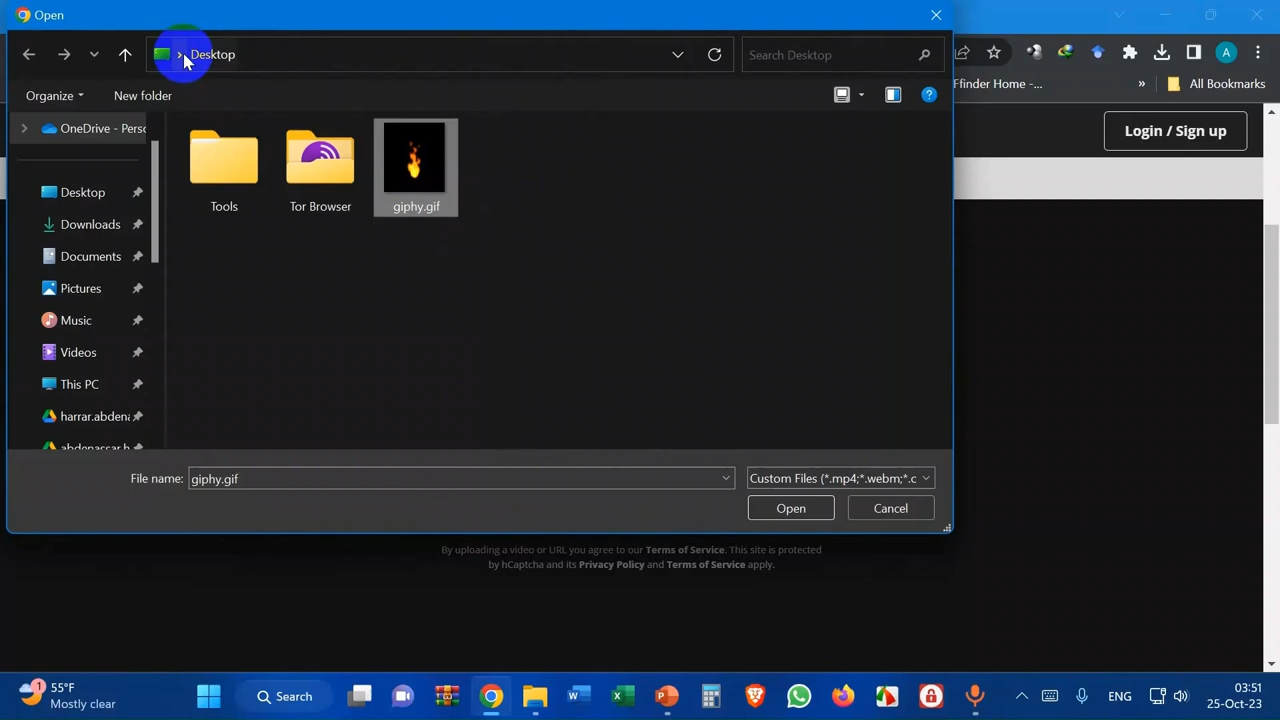 Open
Desktop
Search Desktop
Organize
New folder
Ffinder Home -...
»
All Bookmarks
A
Login / Sign up
OneDrive - Perso
Desktop
Downloads
Documents
Pictures
Music
Videos
This PC
harrar.abdena
abdenassar.h
Tools
Tor Browser
giphy.gif
File name:
giphy.gif
Custom Files (*.mp4;*.webm;*.c
Open
Cancel
By uploading a video or URL you agree to our Terms of Service. This site is protected
by hCaptcha and its Privacy Policy and Terms of Service apply.
1
55°F
Mostly clear
Search
ENG
03:51
25-Oct-23